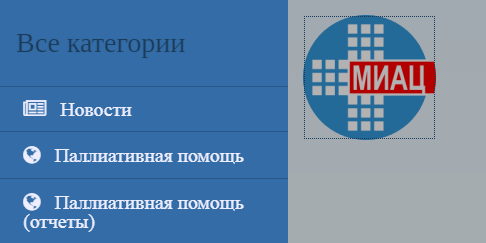 Все категории
МИАЦ
Новости
Паллиативная помощь
Паллиативная помощь
(отчеты)